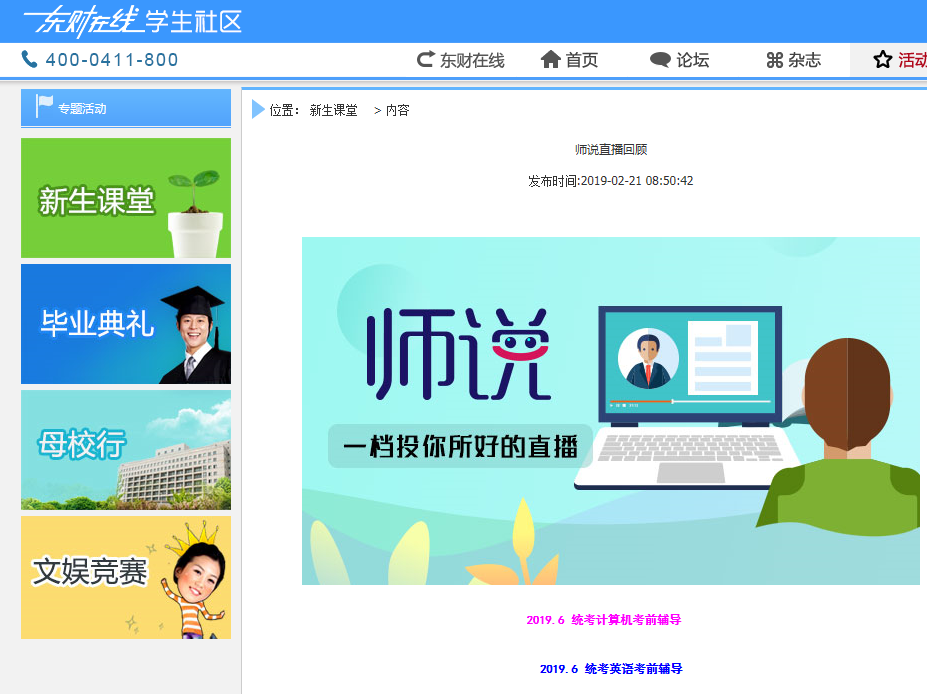 东财在线 学生社区
400-0411-800
东财在线 首页 论坛 杂志 活动
专题活动
新生课堂
毕业典礼
母校行
文娱竞赛
位置： 新生课堂 > 内容
师说直播回顾
发布时间:2019-02-21 08:50:42
师说
一档投你所好的直播
2019.6 统考计算机考前辅导
2019.6 统考英语考前辅导